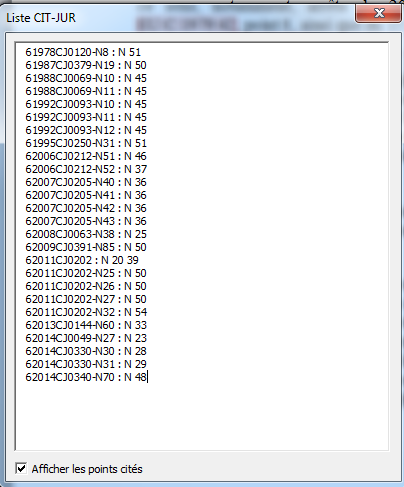 Liste CIT-JUR
61978CJ0120-N8 : N 51
61987CJ0379-N19 : N 50
61988CJ0069-N10 : N 45
61988CJ0069-N11 : N 45
61992CJ0093-N10 : N 45
61992CJ0093-N11 : N 45
61992CJ0093-N12 : N 45
61995CJ0250-N31 : N 51
62006CJ0212-N51 : N 46
62006CJ0212-N52 : N 37
62007CJ0205-N40 : N 36
62007CJ0205-N41 : N 36
62007CJ0205-N42 : N 36
62007CJ0205-N43 : N 36
62008CJ0063-N38 : N 25
62009CJ0391-N85 : N 50
62011CJ0202 : N 20 39
62011CJ0202-N25 : N 50
62011CJ0202-N26 : N 50
62011CJ0202-N27 : N 50
62011CJ0202-N32 : N 54
62013CJ0144-N60 : N 33
62014CJ0049-N27 : N 23
62014CJ0330-N30 : N 28
62014CJ0330-N31 : N 29
62014CJ0340-N70 : N 48
Afficher les points cités